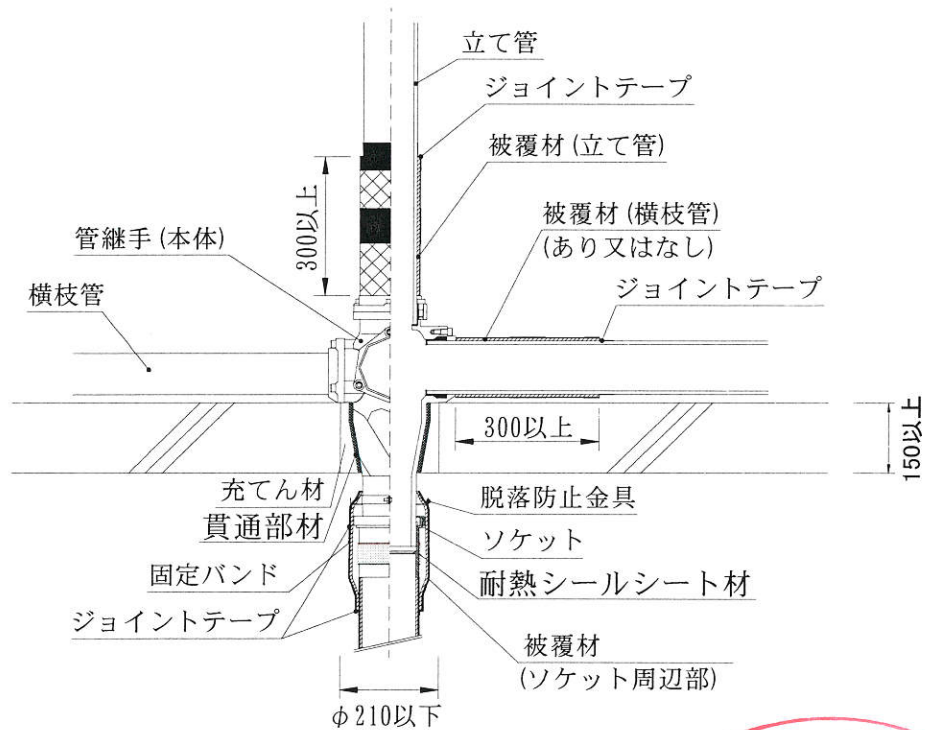 立て管
ジョイントテープ
被覆材(立て管)
被覆材(横枝管)
(あり又はなし)
管継手(本体)
300以上
横枝管
ジョイントテープ
300以上
150以上
充てん材
脱落防止金具
貫通部材
ソケット
固定バンド
耐熱シールシート材
ジョイントテープ
被覆材
(ソケット周辺部)
φ210以下